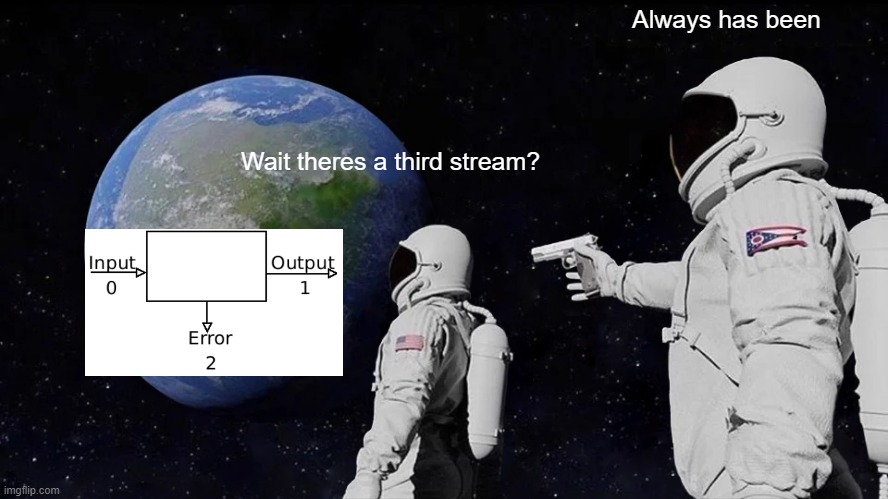 Always has been
Wait theres a third stream?
Input
0
Output
1
Error
2
imgflip.com